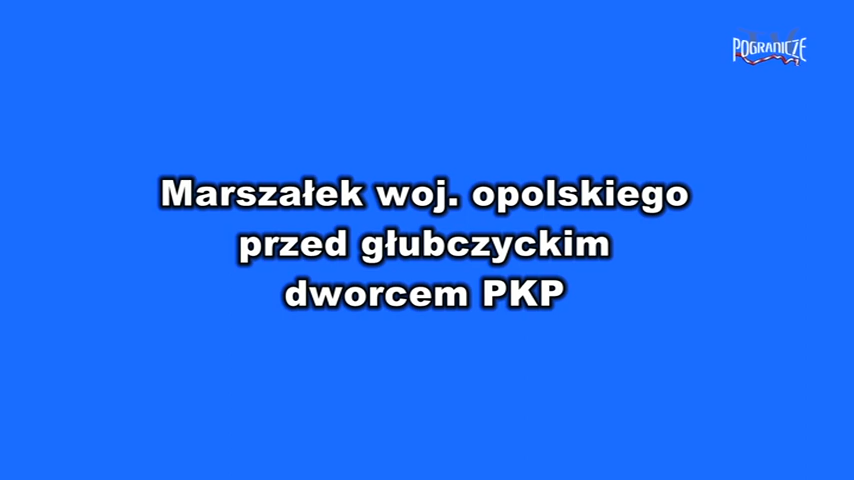 POGRANICZE
Marszałek woj. opolskiego
przed głubczyckim
dworcem PKP